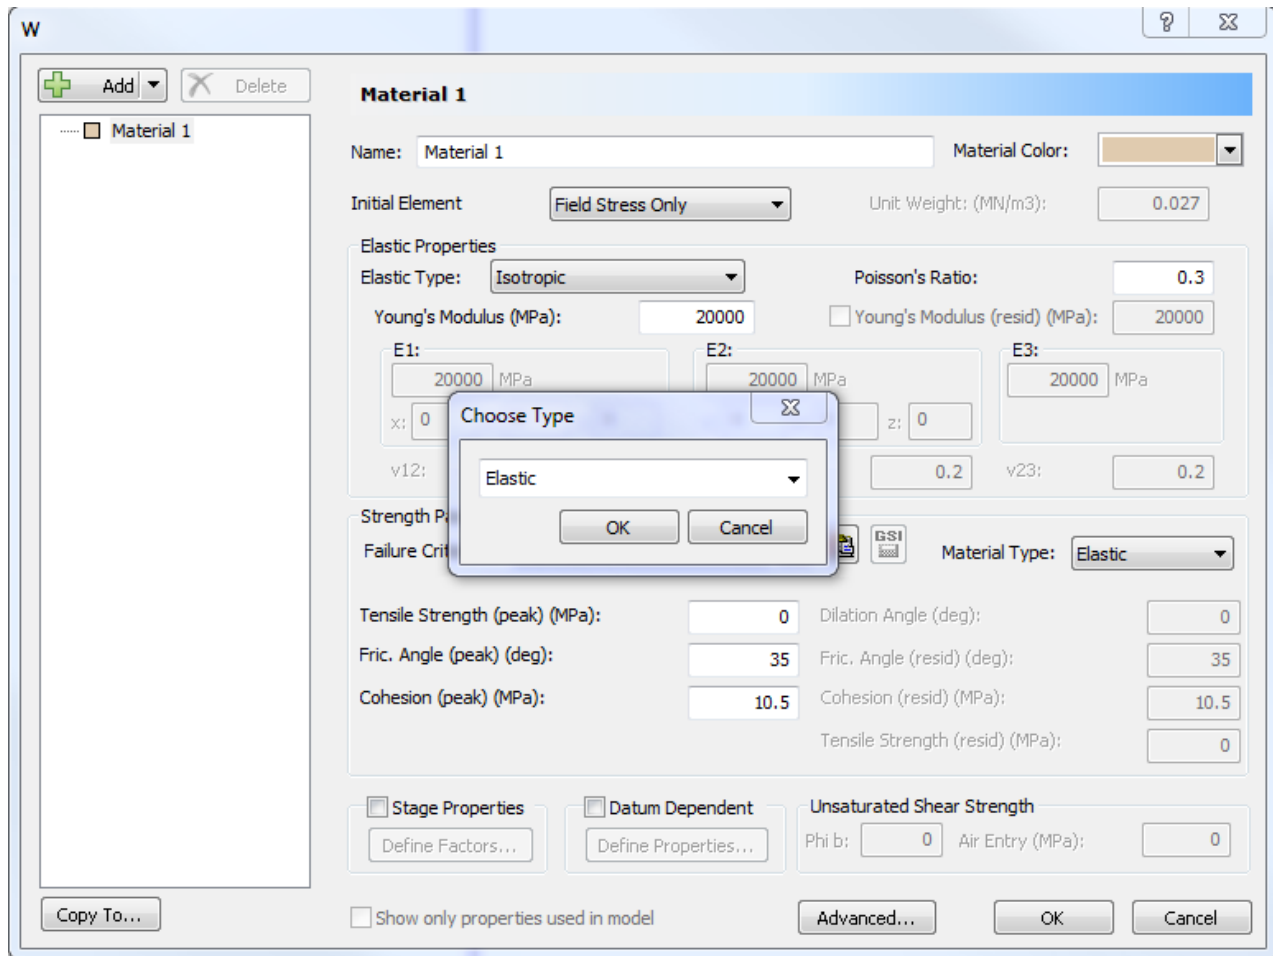 W
Add
Delete
Material 1
Material 1
Name: Material 1
Material Color:
Initial Element Field Stress Only
Unit Weight: (MN/m3): 0.027
Elastic Properties
Elastic Type: Isotropic
Poisson's Ratio: 0.3
Young's Modulus (MPa): 20000
Young's Modulus (resid) (MPa): 20000
E1: E2: E3:
20000 MPa 20000 MPa 20000 MPa
Choose Type
x: 0 z: 0
v12: 0.2 v23: 0.2
Elastic
OK Cancel
Strength
Failure
GSI
Material Type: Elastic
Tensile Strength (peak) (MPa): 0 Dilation Angle (deg): 0
Fric. Angle (peak) (deg): 35 Fric. Angle (resid) (deg): 35
Cohesion (peak) (MPa): 10.5 Cohesion (resid) (MPa): 10.5
Tensile Strength (resid) (MPa): 0
Stage Properties Datum Dependent Unsaturated Shear Strength
Define Factors... Define Properties... Phi b: 0 Air Entry (MPa): 0
Copy To... Show only properties used in model Advanced... OK Cancel